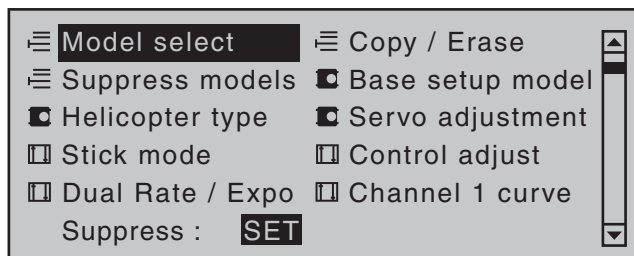 Model select Copy / Erase
Suppress models Base setup model
Helicopter type Servo adjustment
Stick mode Control adjust
Dual Rate / Expo Channel 1 curve
Suppress : SET